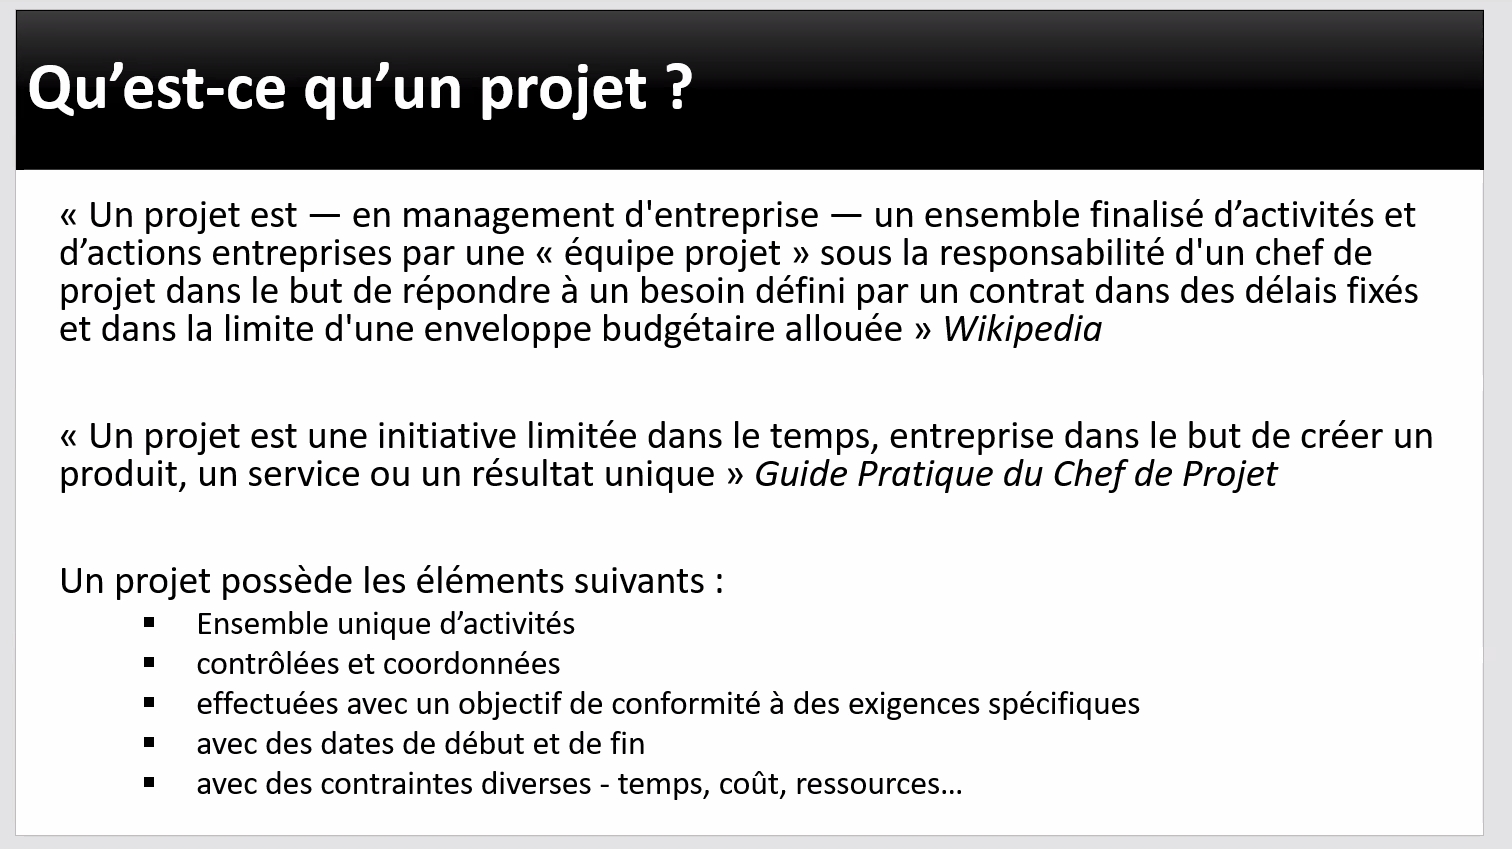 Qu’est-ce qu’un projet ?
« Un projet est — en management d'entreprise — un ensemble finalisé d’activités et
d’actions entreprises par une « équipe projet » sous la responsabilité d'un chef de
projet dans le but de répondre à un besoin défini par un contrat dans des délais fixés
et dans la limite d'une enveloppe budgétaire allouée » Wikipedia
« Un projet est une initiative limitée dans le temps, entreprise dans le but de créer un
produit, un service ou un résultat unique » Guide Pratique du Chef de Projet
Un projet possède les éléments suivants :
▪ Ensemble unique d’activités
▪ contrôlées et coordonnées
▪ effectuées avec un objectif de conformité à des exigences spécifiques
▪ avec des dates de début et de fin
▪ avec des contraintes diverses - temps, coût, ressources…